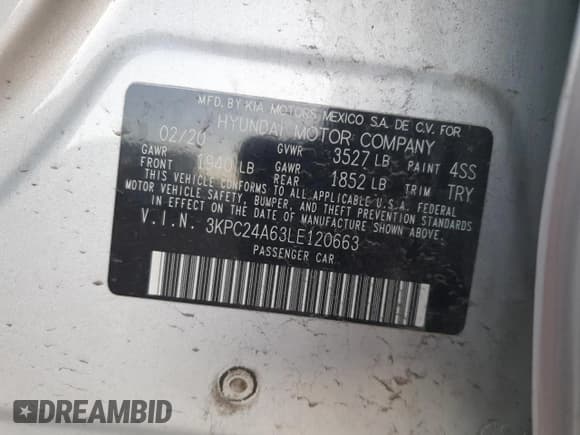 MFD. BY KIA MOTORS MEXICO S.A. DE C.V. FOR
HYUNDAI MOTOR COMPANY
02/20 GVWR 3527 LB PAINT 4SS
GAWR FRONT 1940 LB GAWR REAR 1852 LB TRIM TRY
THIS VEHICLE CONFORMS TO ALL APPLICABLE U.S.A. FEDERAL
MOTOR VEHICLE SAFETY, BUMPER, AND THEFT PREVENTION STANDARDS
IN EFFECT ON THE DATE OF MANUFACTURE SHOWN ABOVE.
V.I.N. 3KPC24A63LE120663
PASSENGER CAR
DREAMBID